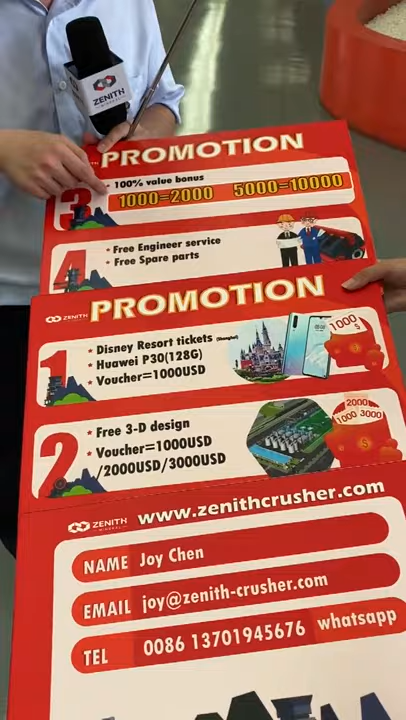 ZENITH
PROMOTION
3
* 100% value bonus
1000=2000 5000=10000
4
* Free Engineer service
* Free Spare parts
ZENITH PROMOTION
1
* Disney Resort tickets (Shanghai)
* Huawei P30(128G)
* Voucher=1000USD
1000$
2
* Free 3-D design
* Voucher=1000USD
/2000USD/3000USD
2000
1000 3000
ZENITH www.zenithcrusher.com
NAME Joy Chen
EMAIL joy@zenith-crusher.com
TEL 0086 13701945676 whatsapp